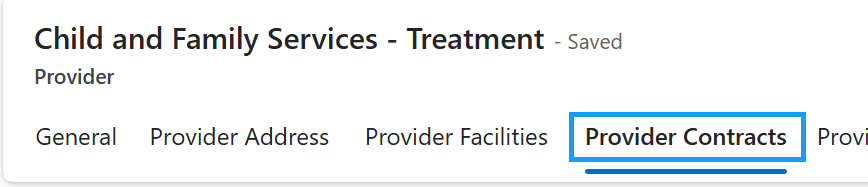 Child and Family Services - Treatment - Saved
Provider
General Provider Address Provider Facilities Provider Contracts